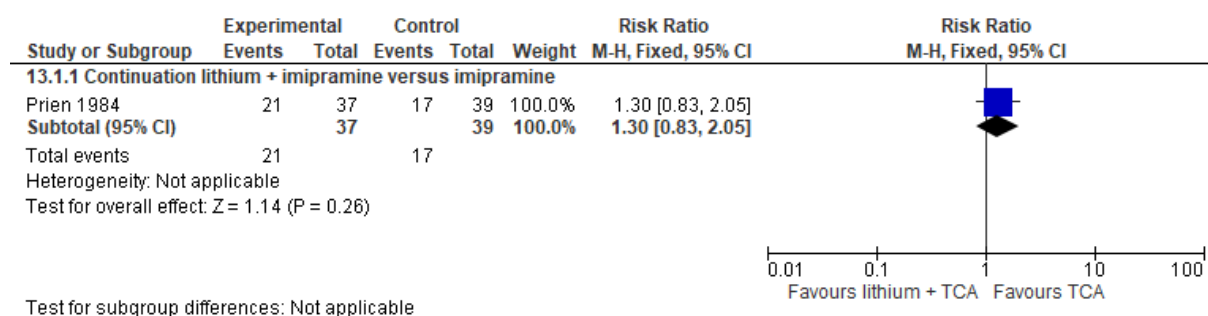 Experimental Control Risk Ratio Risk Ratio
Study or Subgroup Events Total Events Total Weight M-H, Fixed, 95% CI M-H, Fixed, 95% CI
13.1.1 Continuation lithium + imipramine versus imipramine
Prien 1984 21 37 17 39 100.0% 1.30 [0.83, 2.05]
Subtotal (95% CI) 37 39 100.0% 1.30 [0.83, 2.05]
Total events 21 17
Heterogeneity: Not applicable
Test for overall effect: Z = 1.14 (P = 0.26)
0.01 0.1 1 10 100
Favours lithium + TCA Favours TCA
Test for subgroup differences: Not applicable